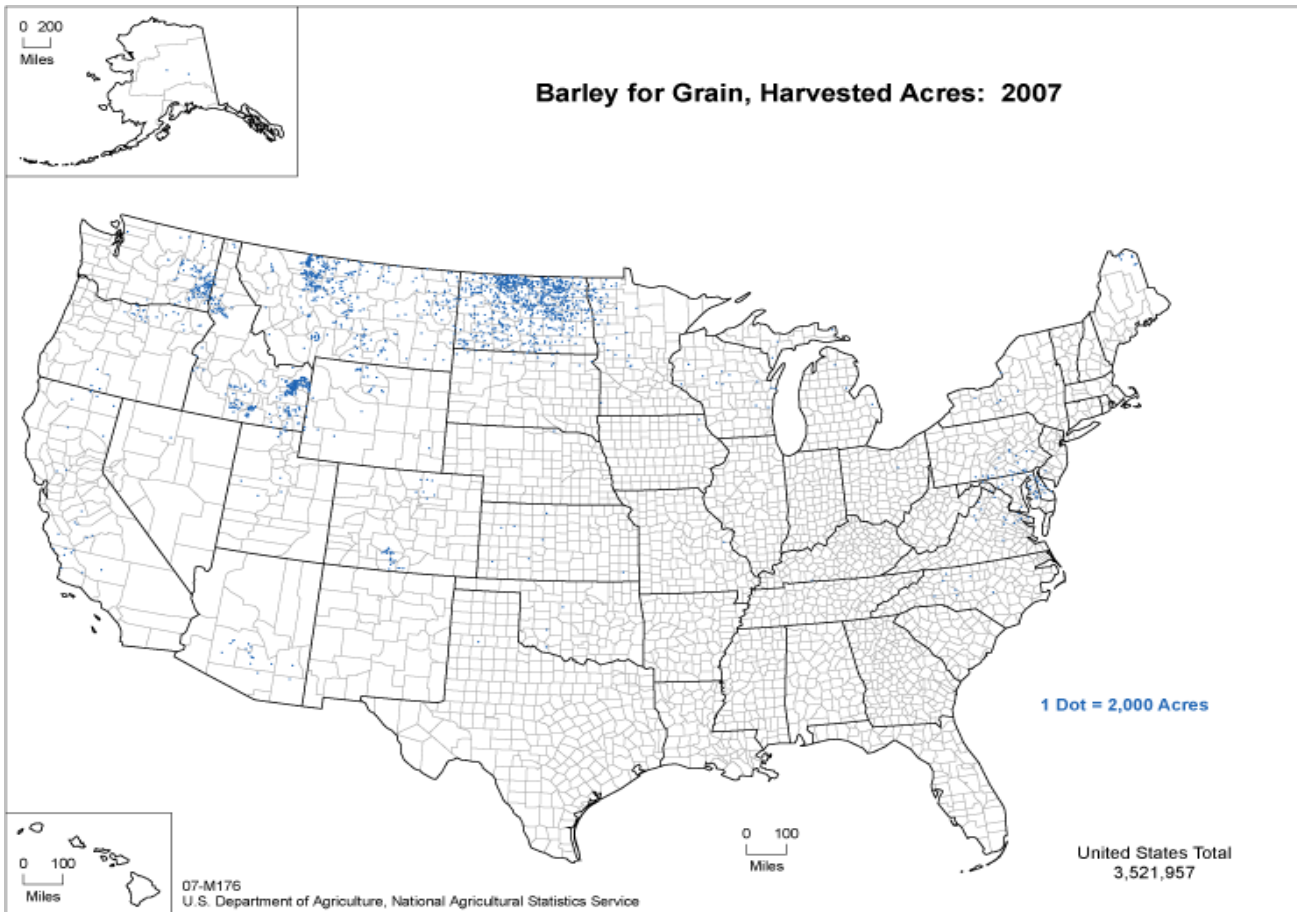 0 200
Miles
Barley for Grain, Harvested Acres: 2007
1 Dot = 2,000 Acres
0 100
Miles
0 100
Miles
United States Total
3,521,957
07-M176
U.S. Department of Agriculture, National Agricultural Statistics Service